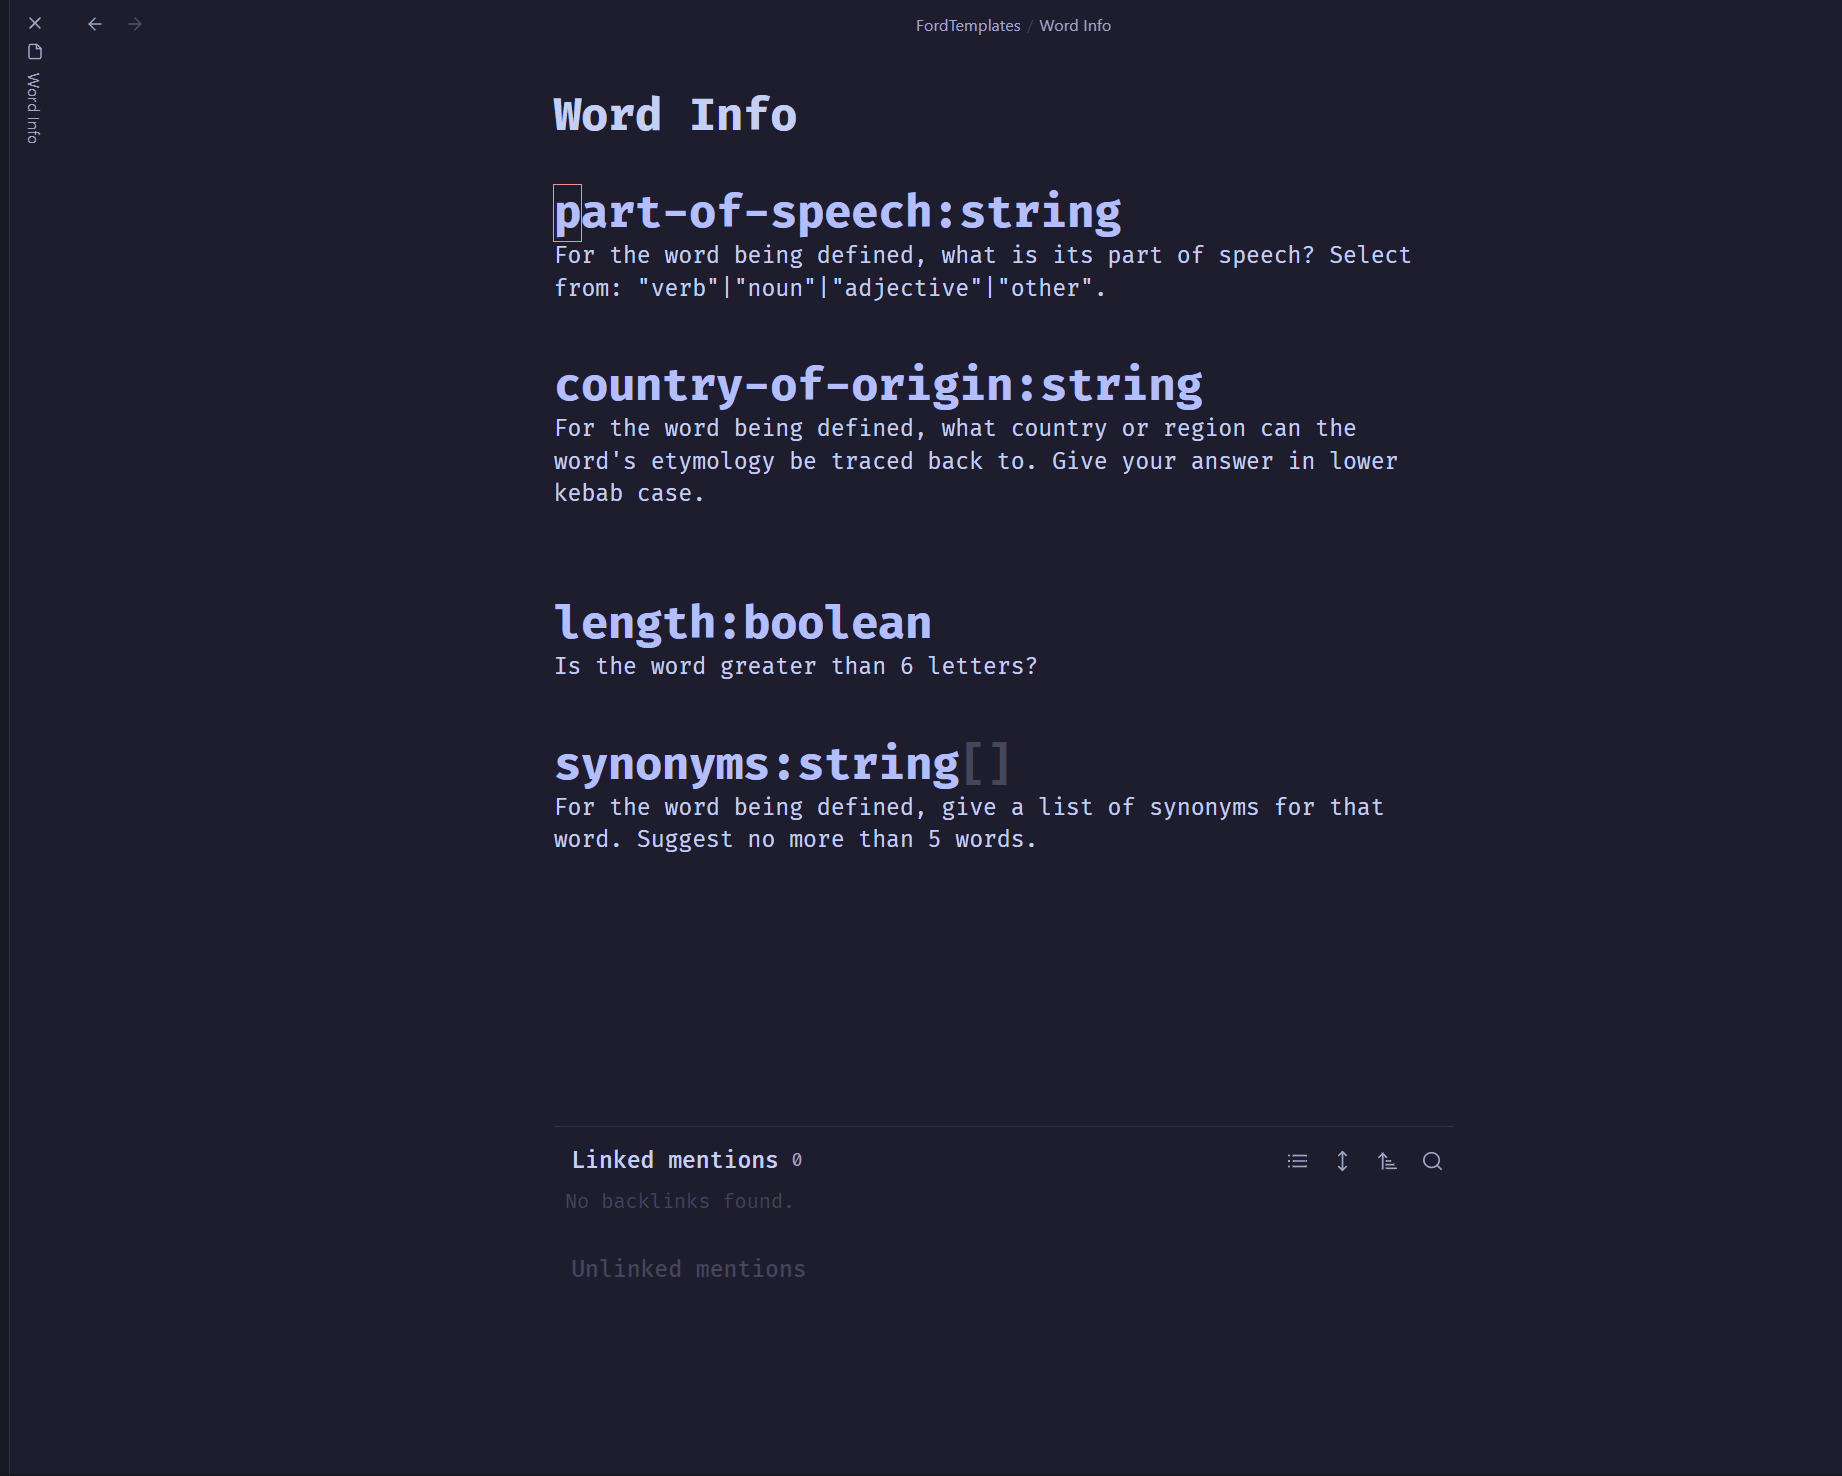 FordTemplates / Word Info
Word Info
Word Info
part-of-speech:string
For the word being defined, what is its part of speech? Select
from: "verb"|"noun"|"adjective"|"other".
country-of-origin:string
For the word being defined, what country or region can the
word's etymology be traced back to. Give your answer in lower
kebab case.
length:boolean
Is the word greater than 6 letters?
synonyms:string[]
For the word being defined, give a list of synonyms for that
word. Suggest no more than 5 words.
Linked mentions 0
No backlinks found.
Unlinked mentions